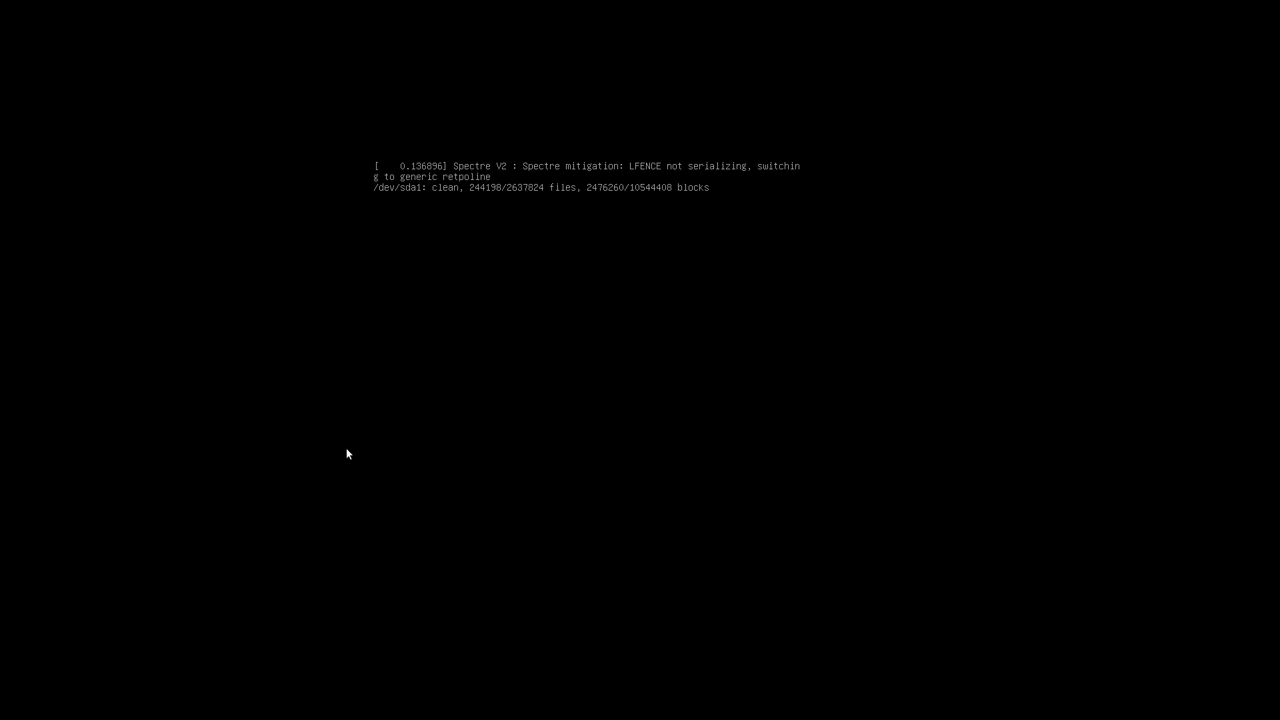 [    0.136896] Spectre V2 : Spectre mitigation: LFENCE not serializing, switchin
g to generic retpoline
/dev/sda1: clean, 244198/2637824 files, 2476260/10544408 blocks